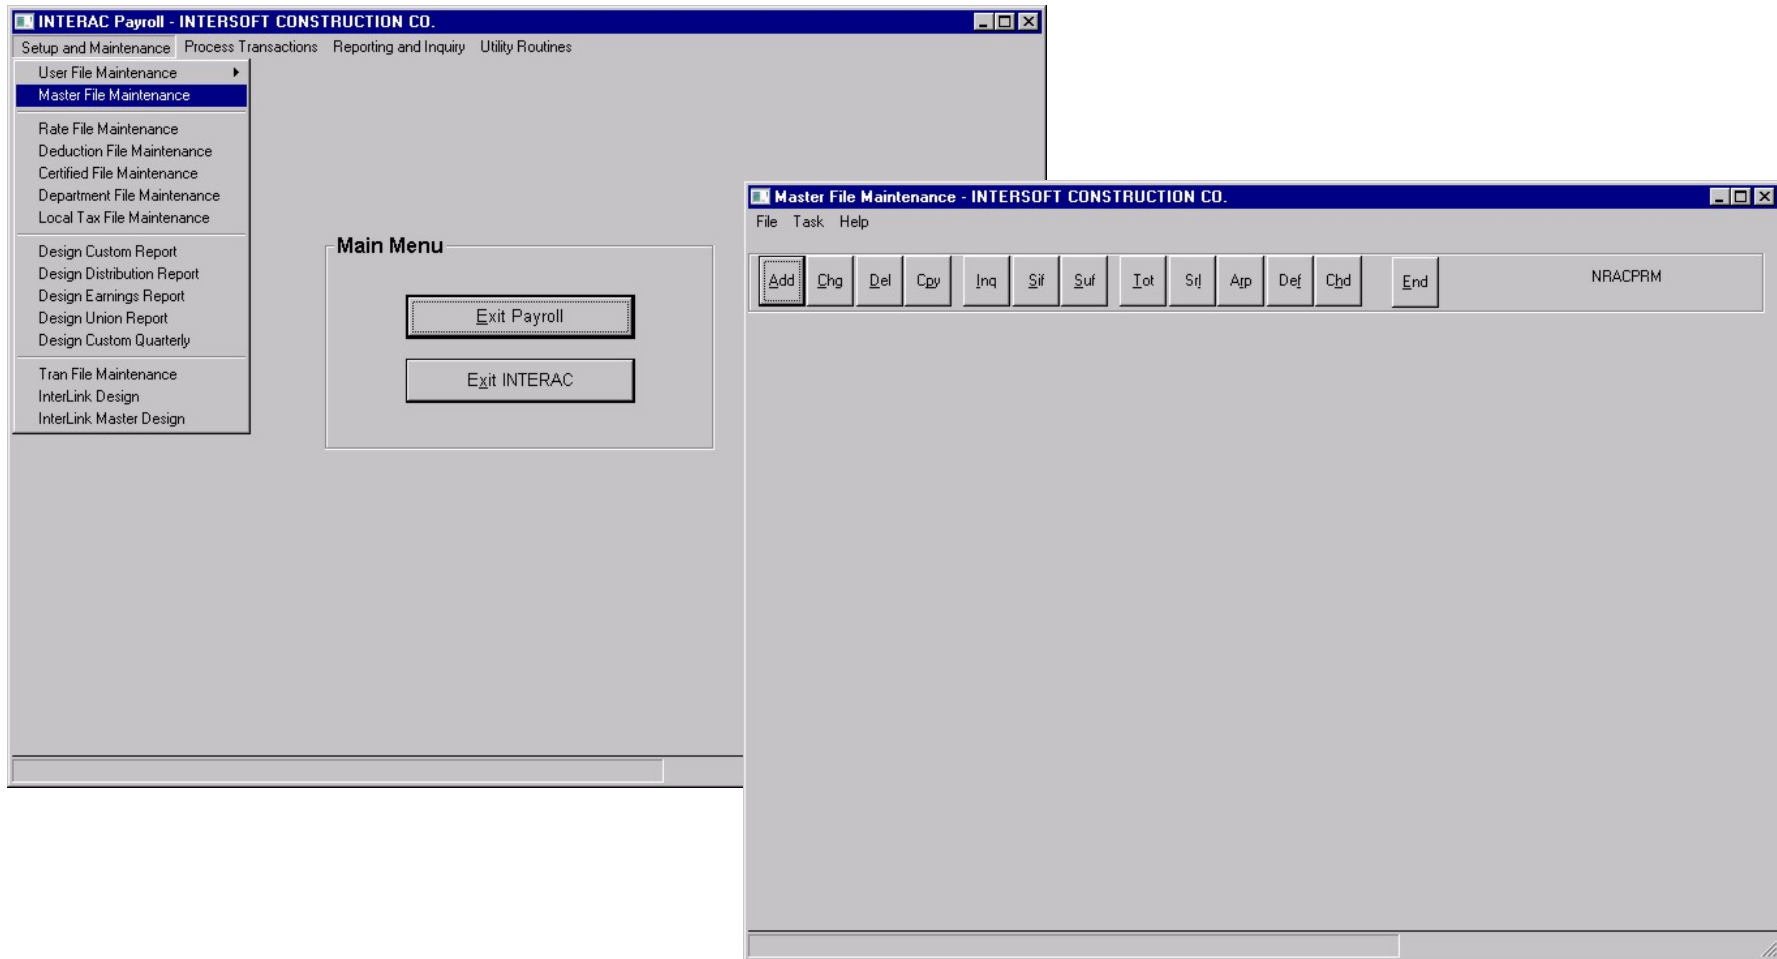 INTERAC Payroll - INTERSOFT CONSTRUCTION CO.
Setup and Maintenance Process Transactions Reporting and Inquiry Utility Routines
User File Maintenance
Master File Maintenance
Rate File Maintenance
Deduction File Maintenance
Certified File Maintenance
Department File Maintenance
Local Tax File Maintenance
Design Custom Report
Design Distribution Report
Design Earnings Report
Design Union Report
Design Custom Quarterly
Tran File Maintenance
InterLink Design
InterLink Master Design
Main Menu
Exit Payroll
Exit INTERAC
Master File Maintenance - INTERSOFT CONSTRUCTION CO.
File Task Help
Add Chg Del Cpy Inq Sif Suf Tot Srl Arp Def Chd End NRACPRM